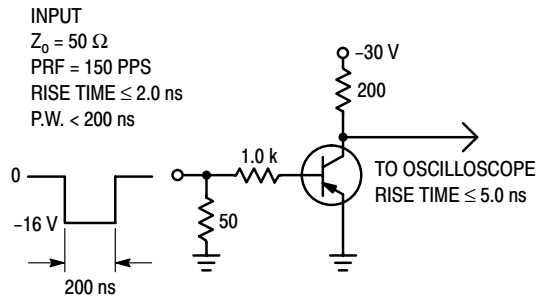 INPUT
Zo = 50 Ω
PRF = 150 PPS
RISE TIME ≤ 2.0 ns
P.W. < 200 ns
–30 V
200
1.0 k
TO OSCILLOSCOPE
RISE TIME ≤ 5.0 ns
0
50
–16 V
200 ns